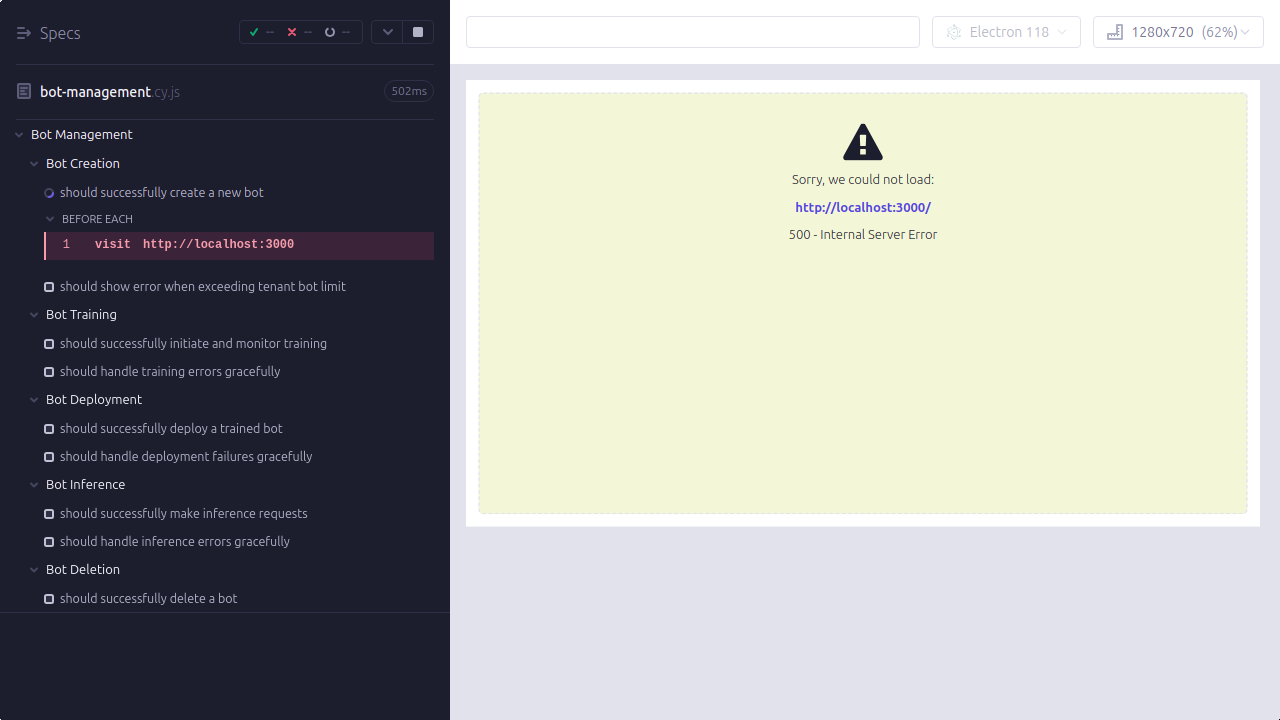 Specs
--
--
--
bot-management.cy.js
502ms
Bot Management
Bot Creation
should successfully create a new bot
BEFORE EACH
1 visit http://localhost:3000
should show error when exceeding tenant bot limit
Bot Training
should successfully initiate and monitor training
should handle training errors gracefully
Bot Deployment
should successfully deploy a trained bot
should handle deployment failures gracefully
Bot Inference
should successfully make inference requests
should handle inference errors gracefully
Bot Deletion
should successfully delete a bot
Electron 118
1280x720 (62%)
Sorry, we could not load:
http://localhost:3000/
500 - Internal Server Error